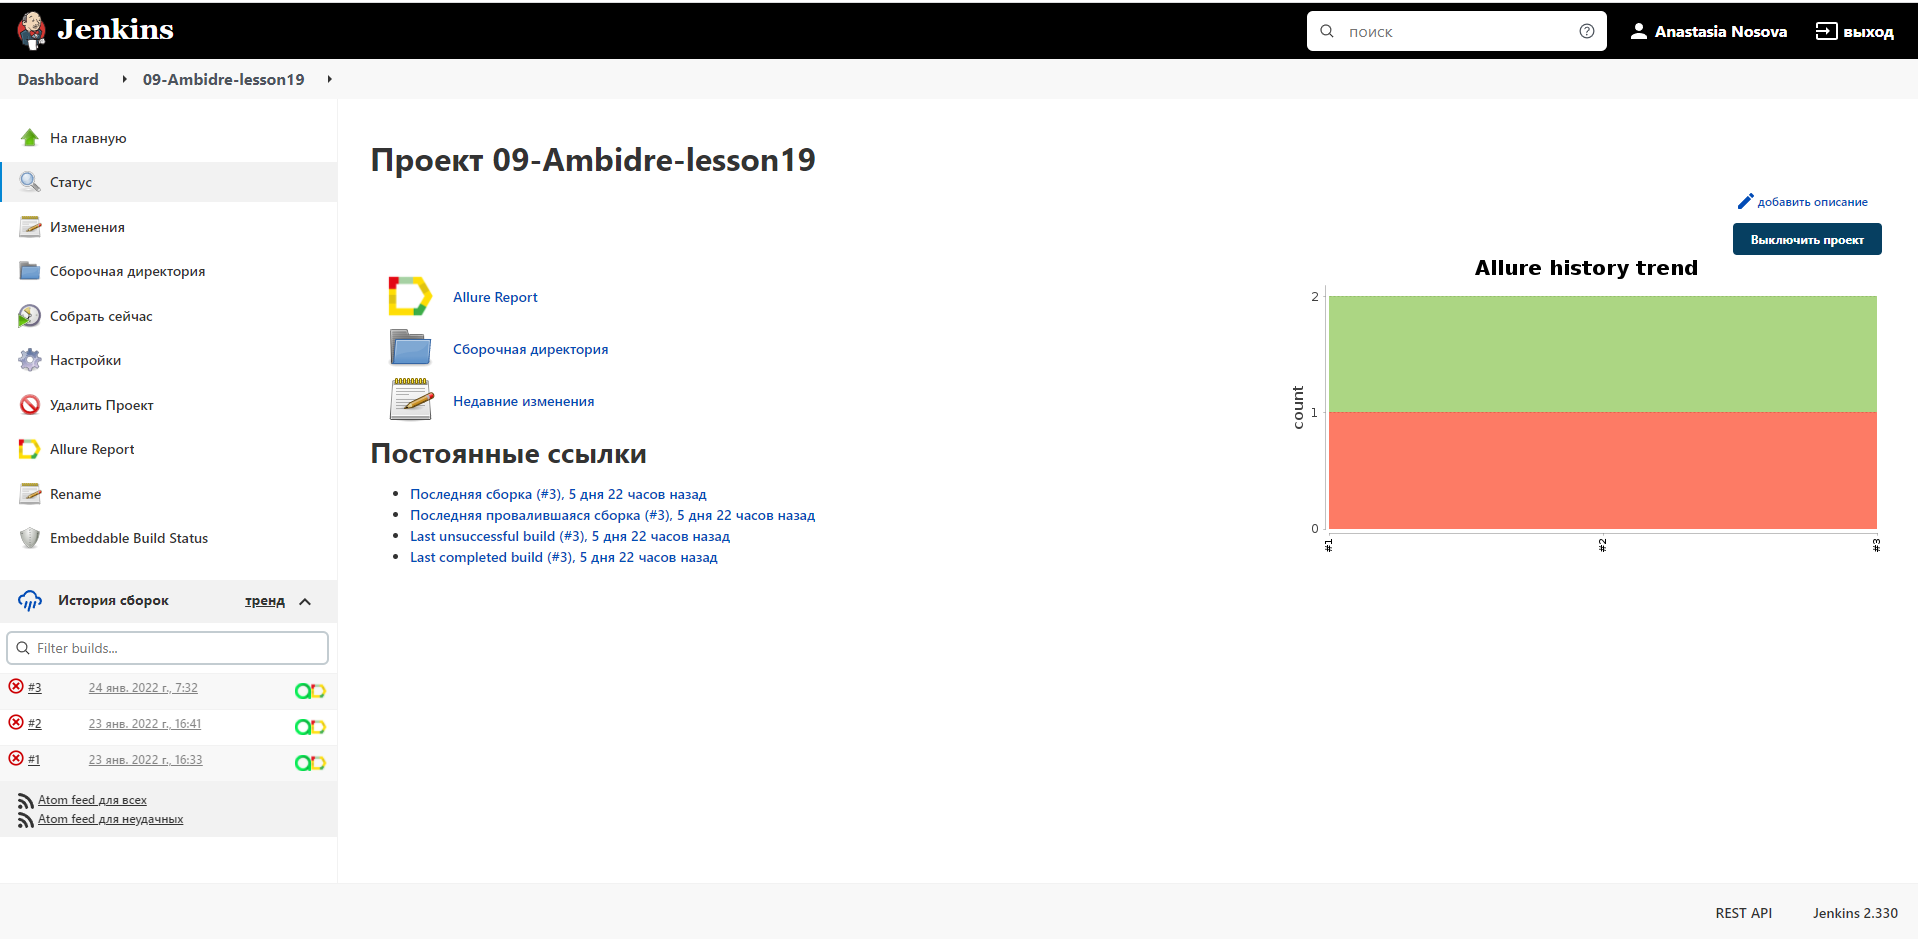 Jenkins
поиск
Anastasia Nosova
выход
Dashboard
09-Ambidre-lesson19
На главную
Статус
Изменения
Сборочная директория
Собрать сейчас
Настройки
Удалить Проект
Allure Report
Rename
Embeddable Build Status
История сборок
тренд
Filter builds...
#3 24 янв. 2022 г., 7:32
#2 23 янв. 2022 г., 16:41
#1 23 янв. 2022 г., 16:33
Atom feed для всех
Atom feed для неудачных
Проект 09-Ambidre-lesson19
добавить описание
Выключить проект
Allure Report
Сборочная директория
Недавние изменения
Постоянные ссылки
Последняя сборка (#3), 5 дня 22 часов назад
Последняя провалившаяся сборка (#3), 5 дня 22 часов назад
Last unsuccessful build (#3), 5 дня 22 часов назад
Last completed build (#3), 5 дня 22 часов назад
Allure history trend
2
1
0
count
#1
#2
#3
REST API
Jenkins 2.330